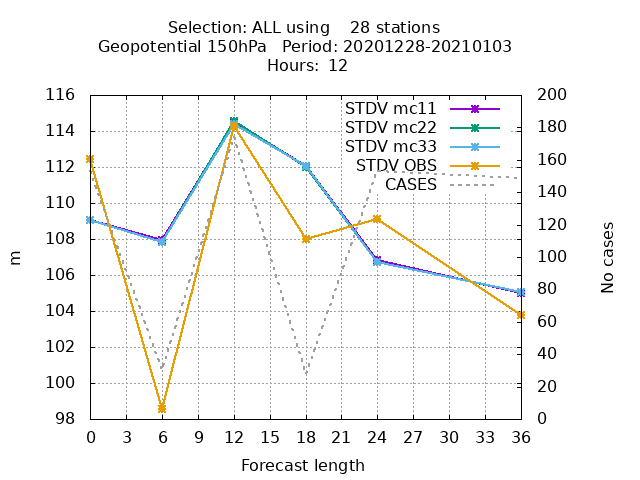 Selection: ALL using    28 stations
Geopotential 150hPa   Period: 20201228-20210103
Hours:  12
116
114
112
110
108
106
104
102
100
98
m
200
180
160
140
120
100
80
60
40
20
0
No cases
STDV mc11
STDV mc22
STDV mc33
STDV OBS
CASES
0 3 6 9 12 15 18 21 24 27 30 33 36
Forecast length